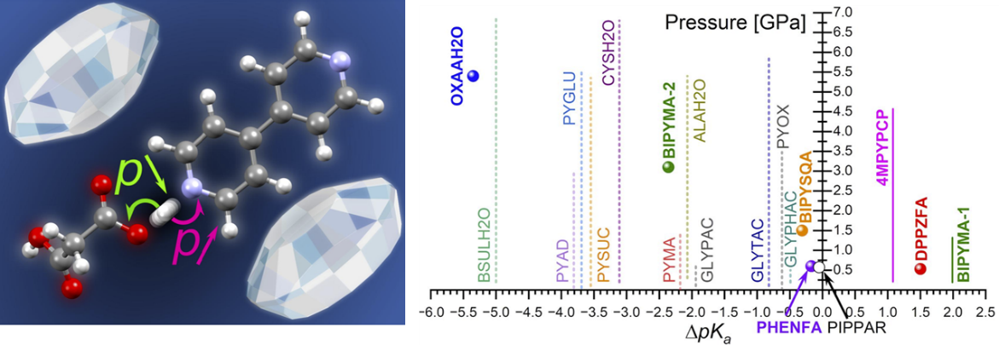 p
p
Pressure [GPa]
7.0
6.5
6.0
5.5
5.0
4.5
4.0
3.5
3.0
2.5
2.0
1.5
1.0
0.5
OXAAH2O
BSULH2O
PYAD
PYGLU
PYSUC
CYSH2O
PYMA
BIPYMA-2
ALAH2O
GLYPAC
GLYTAC
PYOX
GLYPHAC
BIPYSQA
4MPYPCP
DPPZFA
BIPYMA-1
−6.0 −5.5 −5.0 −4.5 −4.0 −3.5 −3.0 −2.5 −2.0 −1.5 −1.0 −0.5 0.0 0.5 1.0 1.5 2.0 2.5
PHENFA PIPPAR
ΔpKa